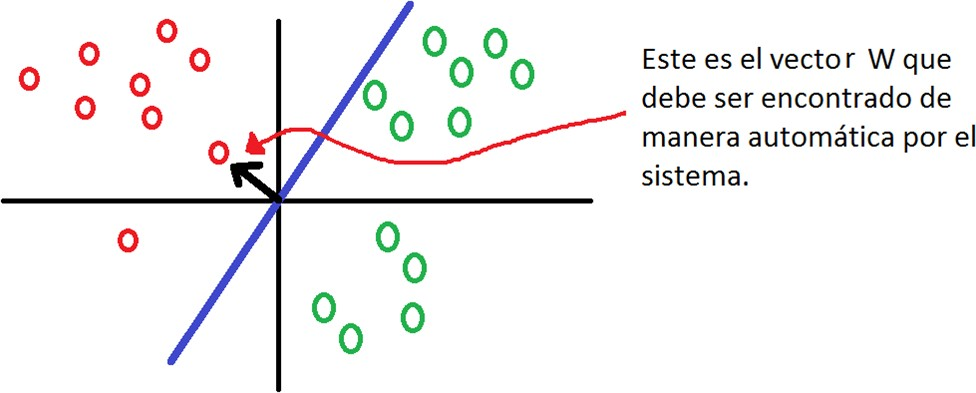 Este es el vector W que
debe ser encontrado de
manera automática por el
sistema.